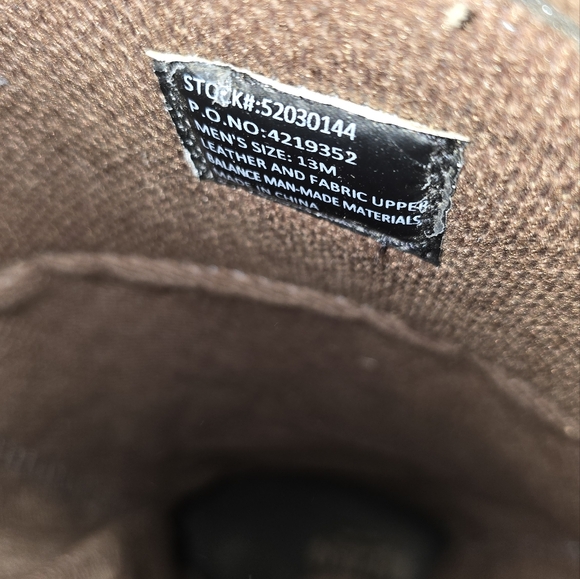 STOCK#:52030144
P.O.NO:4219352
MEN'S SIZE: 13M
LEATHER AND FABRIC UPPER
BALANCE MAN-MADE MATERIALS
MADE IN CHINA